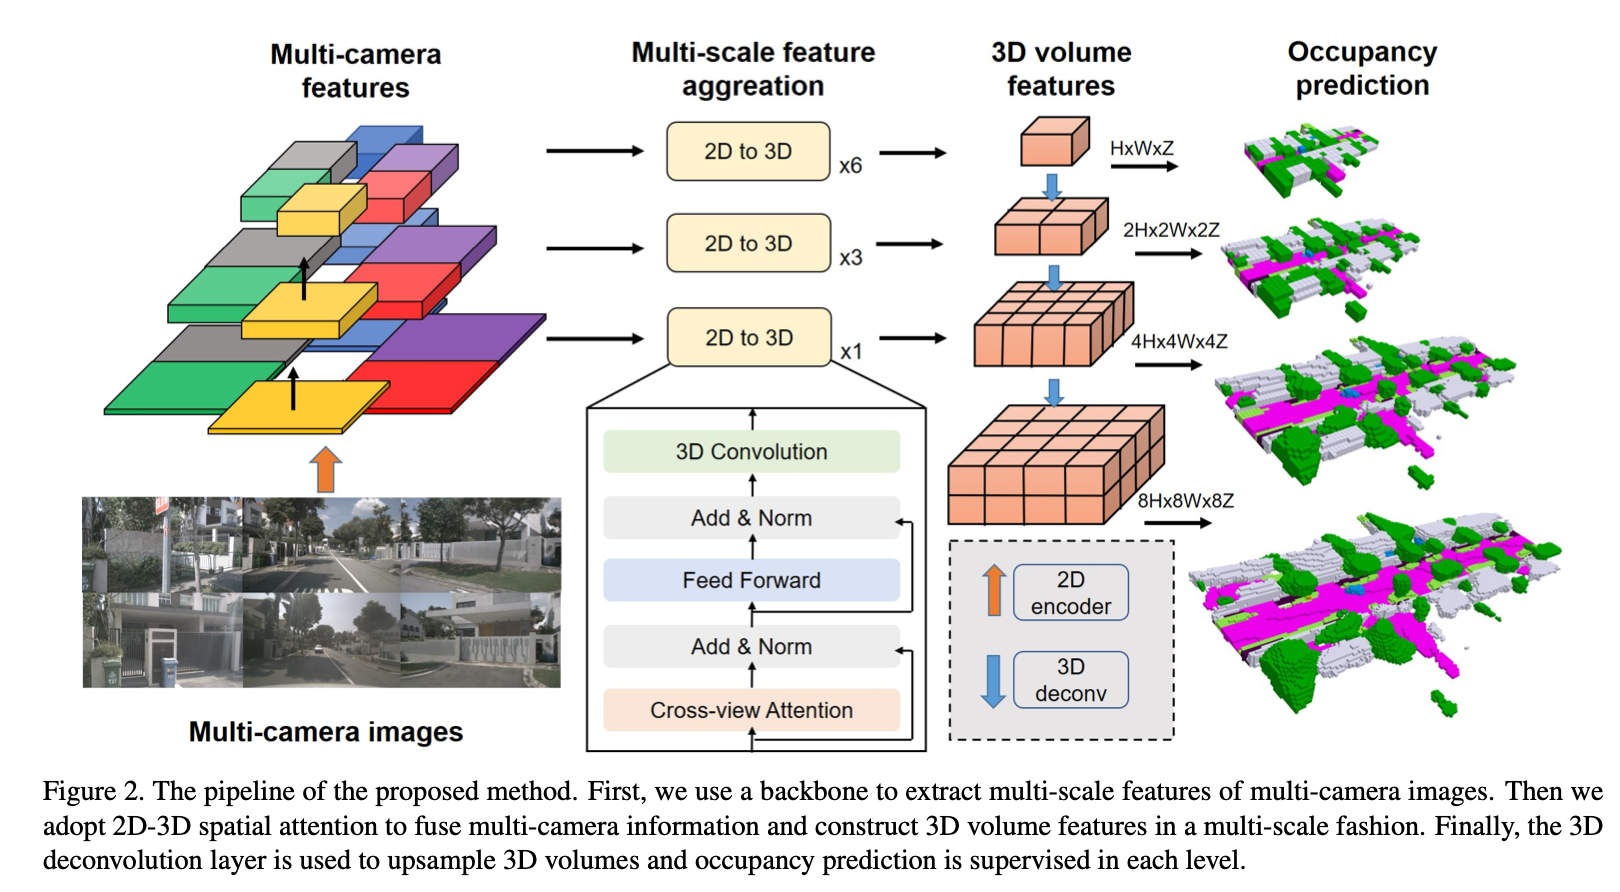 Multi-camera
features
Multi-scale feature
aggreation
3D volume
features
Occupancy
prediction
2D to 3D
x6
HxWxZ
2D to 3D
x3
2Hx2Wx2Z
2D to 3D
x1
4Hx4Wx4Z
3D Convolution
Add & Norm
Feed Forward
Add & Norm
Cross-view Attention
8Hx8Wx8Z
2D
encoder
3D
deconv
Multi-camera images
Figure 2. The pipeline of the proposed method. First, we use a backbone to extract multi-scale features of multi-camera images. Then we
adopt 2D-3D spatial attention to fuse multi-camera information and construct 3D volume features in a multi-scale fashion. Finally, the 3D
deconvolution layer is used to upsample 3D volumes and occupancy prediction is supervised in each level.